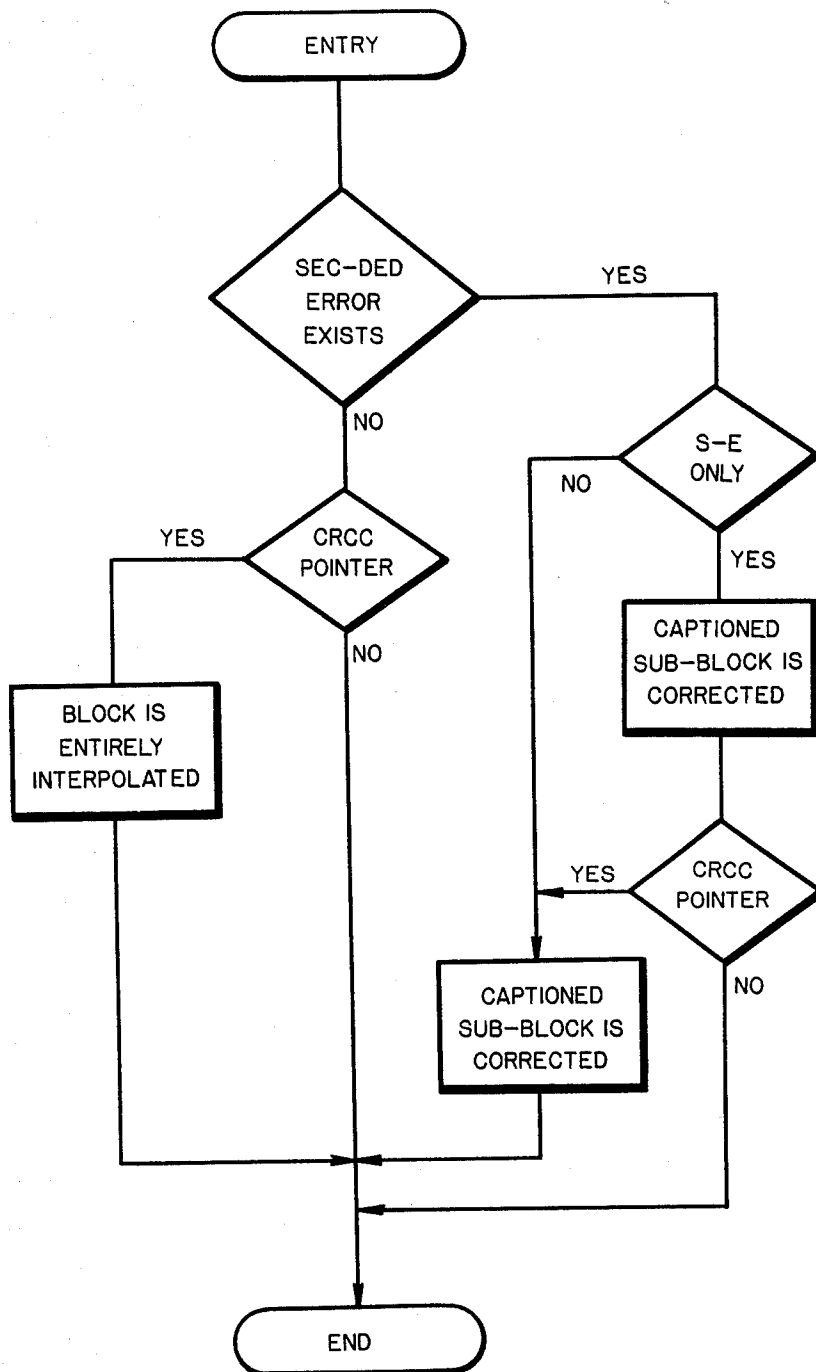 ENTRY
SEC-DED
ERROR
EXISTS
YES
NO
S-E
ONLY
NO
YES
YES
CRCC
POINTER
NO
CAPTIONED
SUB-BLOCK IS
CORRECTED
BLOCK IS
ENTIRELY
INTERPOLATED
YES
CRCC
POINTER
NO
CAPTIONED
SUB-BLOCK IS
CORRECTED
END